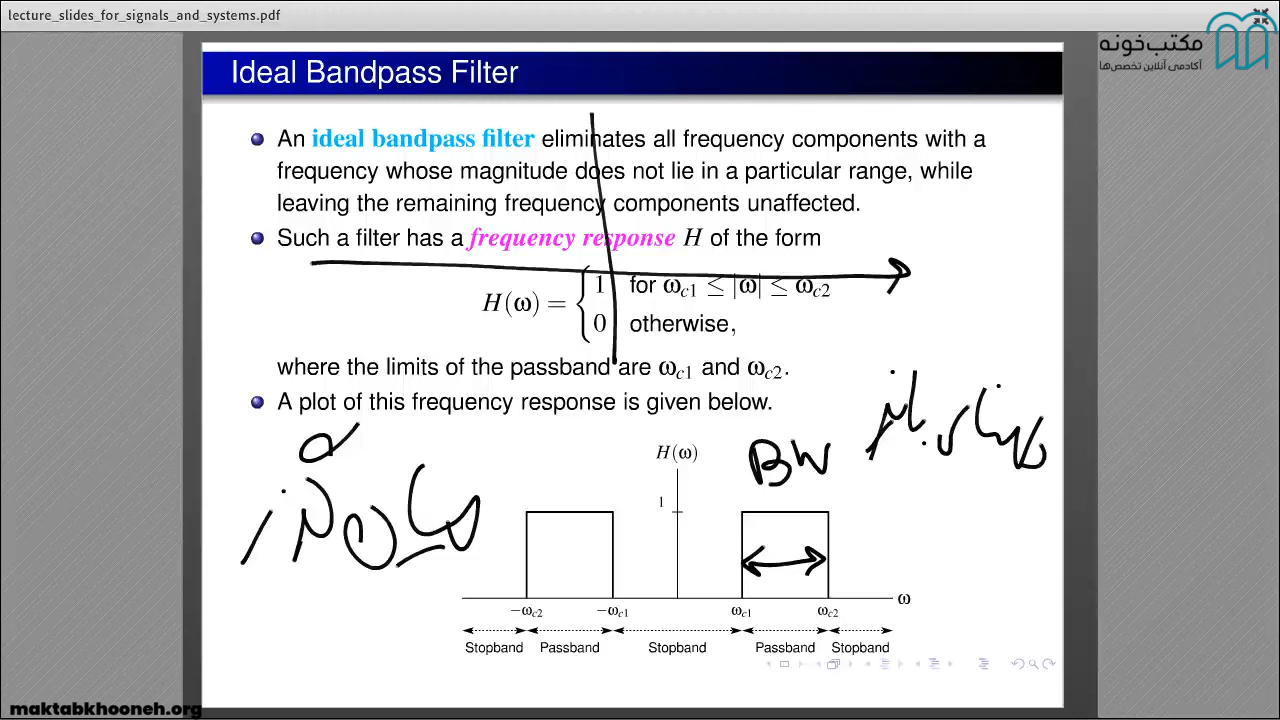 lecture_slides_for_signals_and_systems.pdf
مکتب‌خونه
آکادمی آنلاین تخصص‌ها
Ideal Bandpass Filter
An ideal bandpass filter eliminates all frequency components with a
frequency whose magnitude does not lie in a particular range, while
leaving the remaining frequency components unaffected.
Such a filter has a frequency response H of the form
H(ω) = { 1 for ωc1 ≤ |ω| ≤ ωc2
0 otherwise,
where the limits of the passband are ωc1 and ωc2.
A plot of this frequency response is given below.
BW
H(ω)
1
−ωc2 −ωc1 ωc1 ωc2 ω
Stopband Passband Stopband Passband Stopband
maktabkhooneh.org